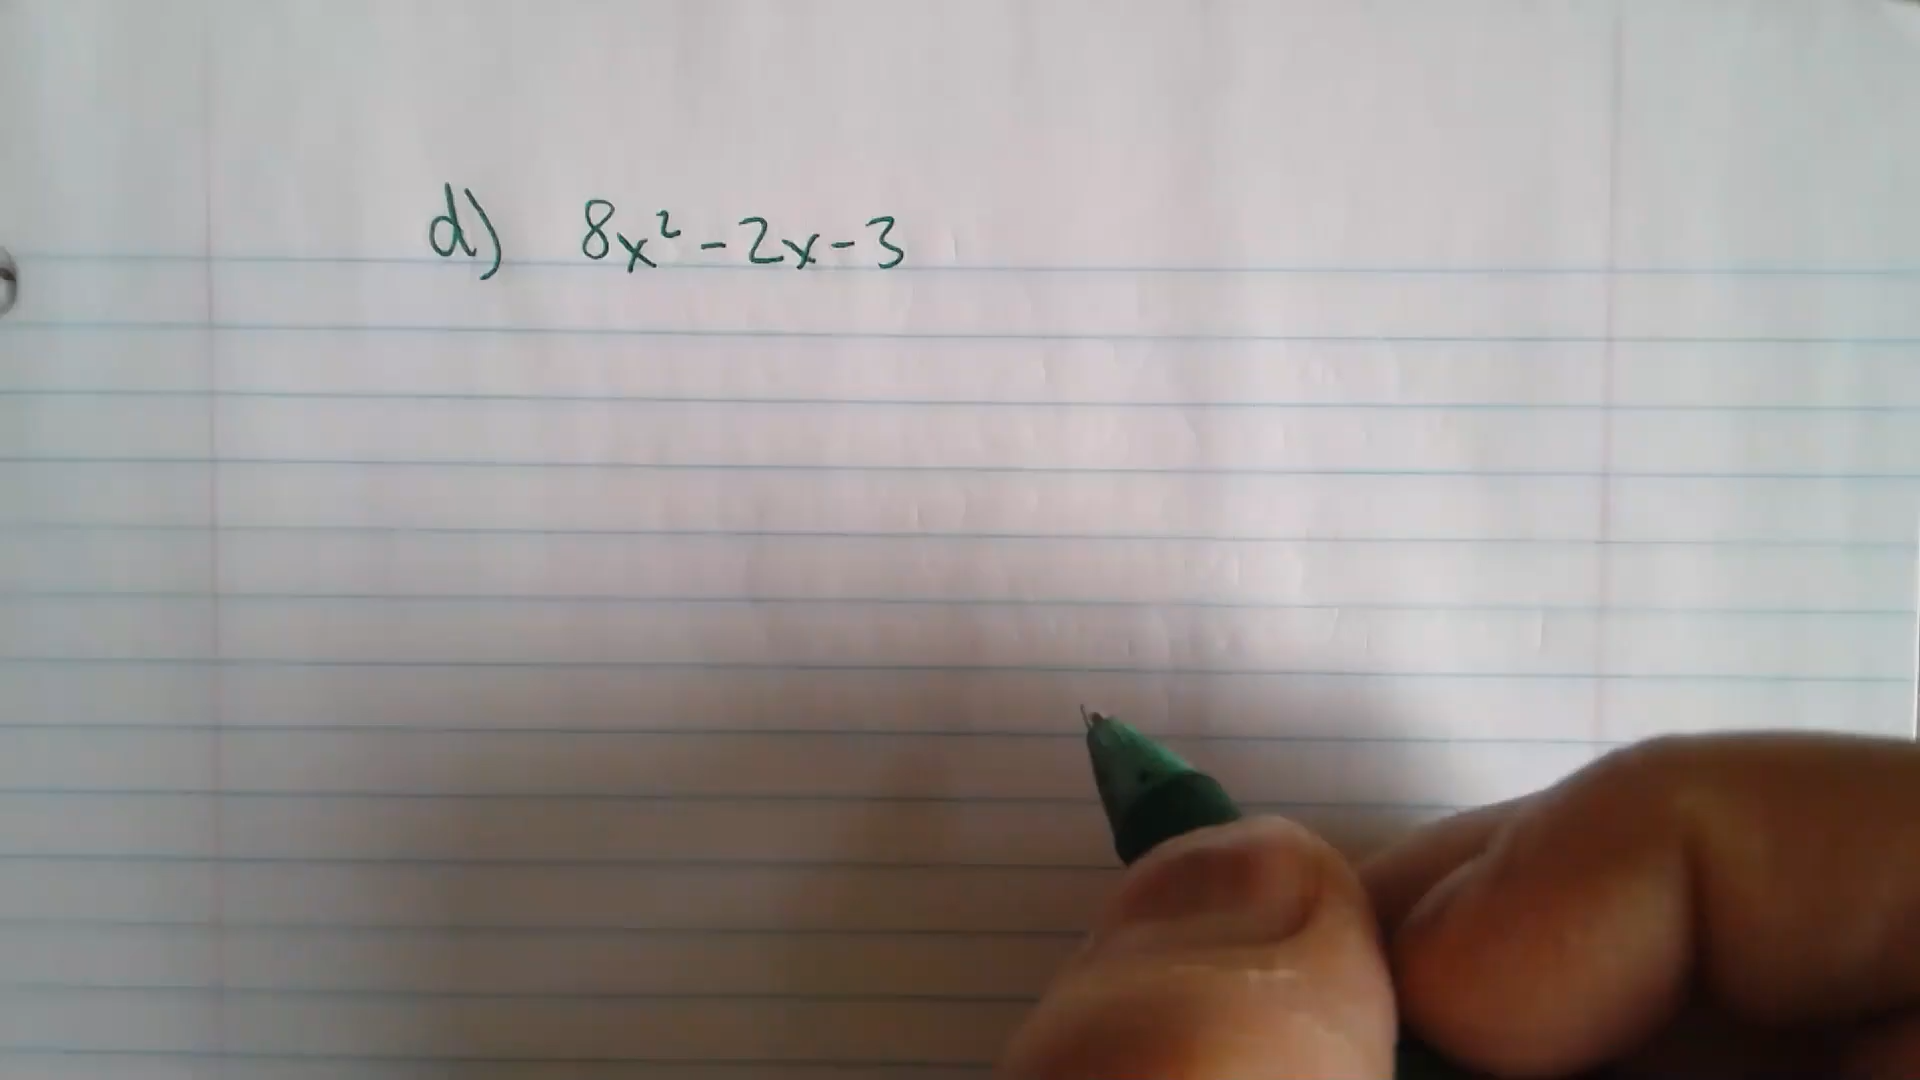 d) 8x² - 2x - 3